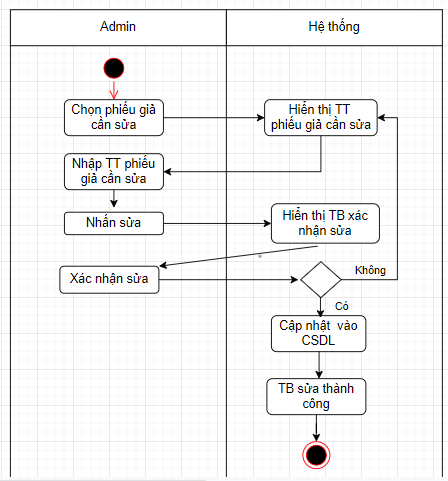 Admin
Hệ thống
Chọn phiếu giả
cần sửa
Hiển thị TT
phiếu giả cần sửa
Nhập TT phiếu
giả cần sửa
Nhấn sửa
Hiển thị TB xác
nhận sửa
Xác nhận sửa
Không
Có
Cập nhật vào
CSDL
TB sửa thành
công